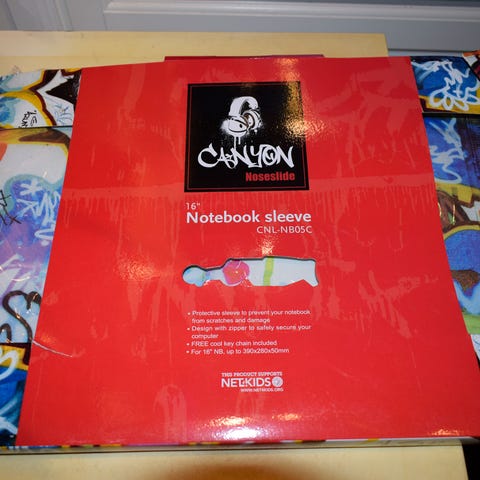 CANYON
Noseslide
16"
Notebook sleeve
CNL-NB05C
• Protective sleeve to prevent your notebook
from scratches and damage
• Design with zipper to safely secure your
computer
• FREE cool key chain included
• For 16" NB, up to 390x280x50mm
THIS PRODUCT SUPPORTS
NET4KIDS
WWW.NET4KIDS.ORG